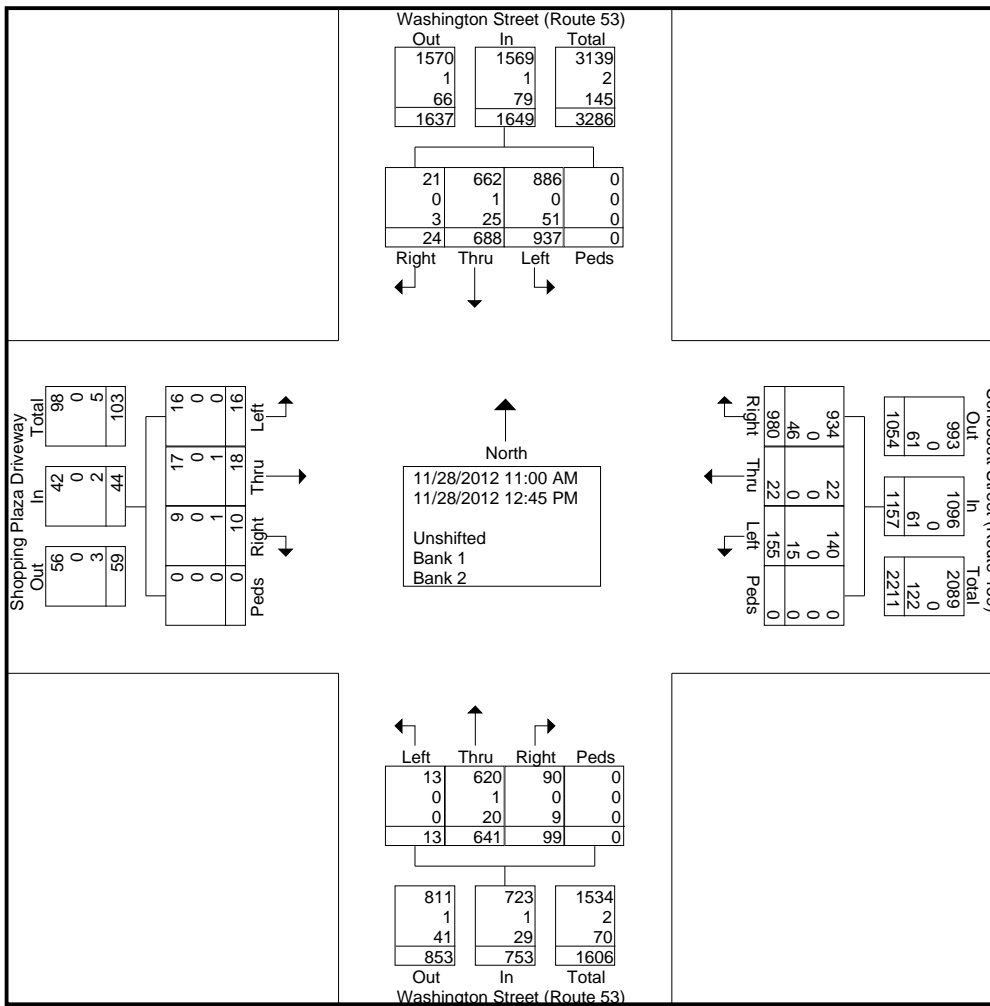 Washington Street (Route 53)
Out In Total
1570 1569 3139
1 1 2
66 79 145
1637 1649 3286
21 662 886 0
0 1 0 0
3 25 51 0
24 688 937 0
Right Thru Left Peds
Shopping Plaza Driveway
Total In Out
98 42 56
0 0 0
5 2 3
103 44 59
16 17 9 0
0 0 0 0
0 1 1 0
16 18 10 0
Left Thru Right Peds
North
11/28/2012 11:00 AM
11/28/2012 12:45 PM
Unshifted
Bank 1
Bank 2
Right Thru Left Peds
980 22 155 0
46 0 15 0
0 0 0 0
934 22 140 0
1054 1157 2211
61 61 122
0 0 0
993 1096 2089
Out In Total
Street (Route
Left Thru Right Peds
13 620 90 0
0 1 0 0
0 20 9 0
13 641 99 0
811 723 1534
1 1 2
41 29 70
853 753 1606
Out In Total
Washington Street (Route 53)